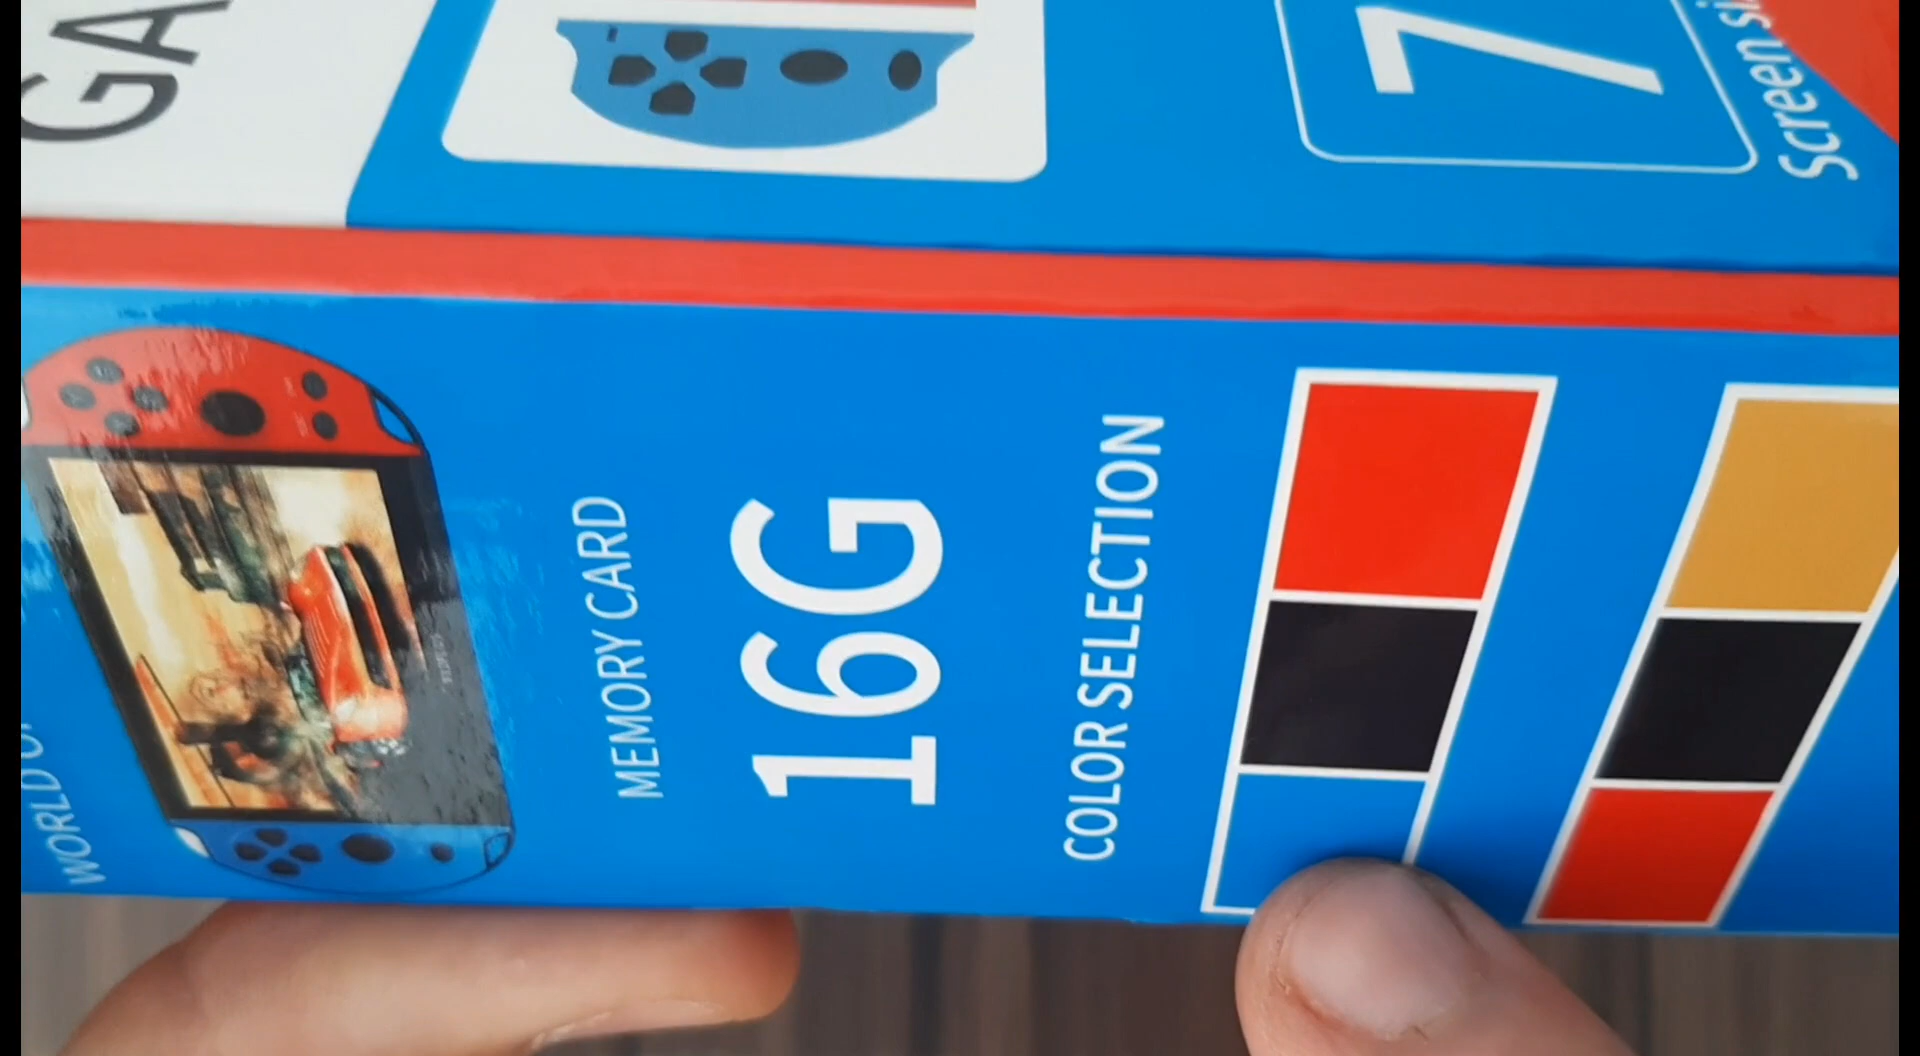 GA
7
Screen si
WORLD O
MEMORY CARD
16G
COLOR SELECTION